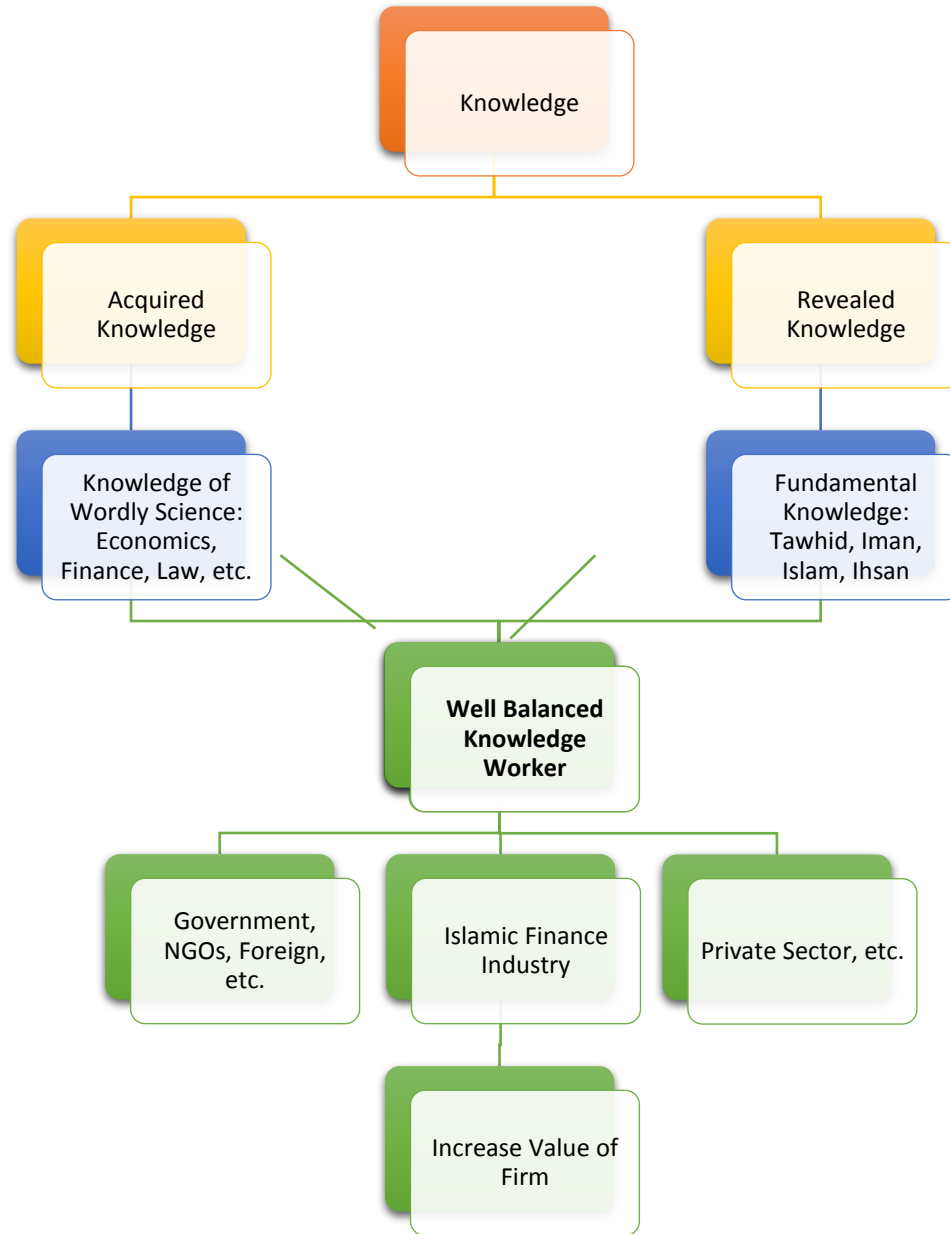 Knowledge
Acquired
Knowledge
Revealed
Knowledge
Knowledge of
Wordly Science:
Economics,
Finance, Law, etc.
Fundamental
Knowledge:
Tawhid, Iman,
Islam, Ihsan
Well Balanced
Knowledge
Worker
Government,
NGOs, Foreign,
etc.
Islamic Finance
Industry
Private Sector, etc.
Increase Value of
Firm